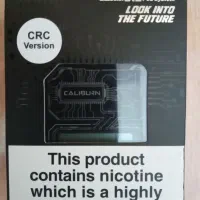 LOOK INTO
THE FUTURE
CRC
Version
CALIBURN
This product
contains nicotine
which is a highly